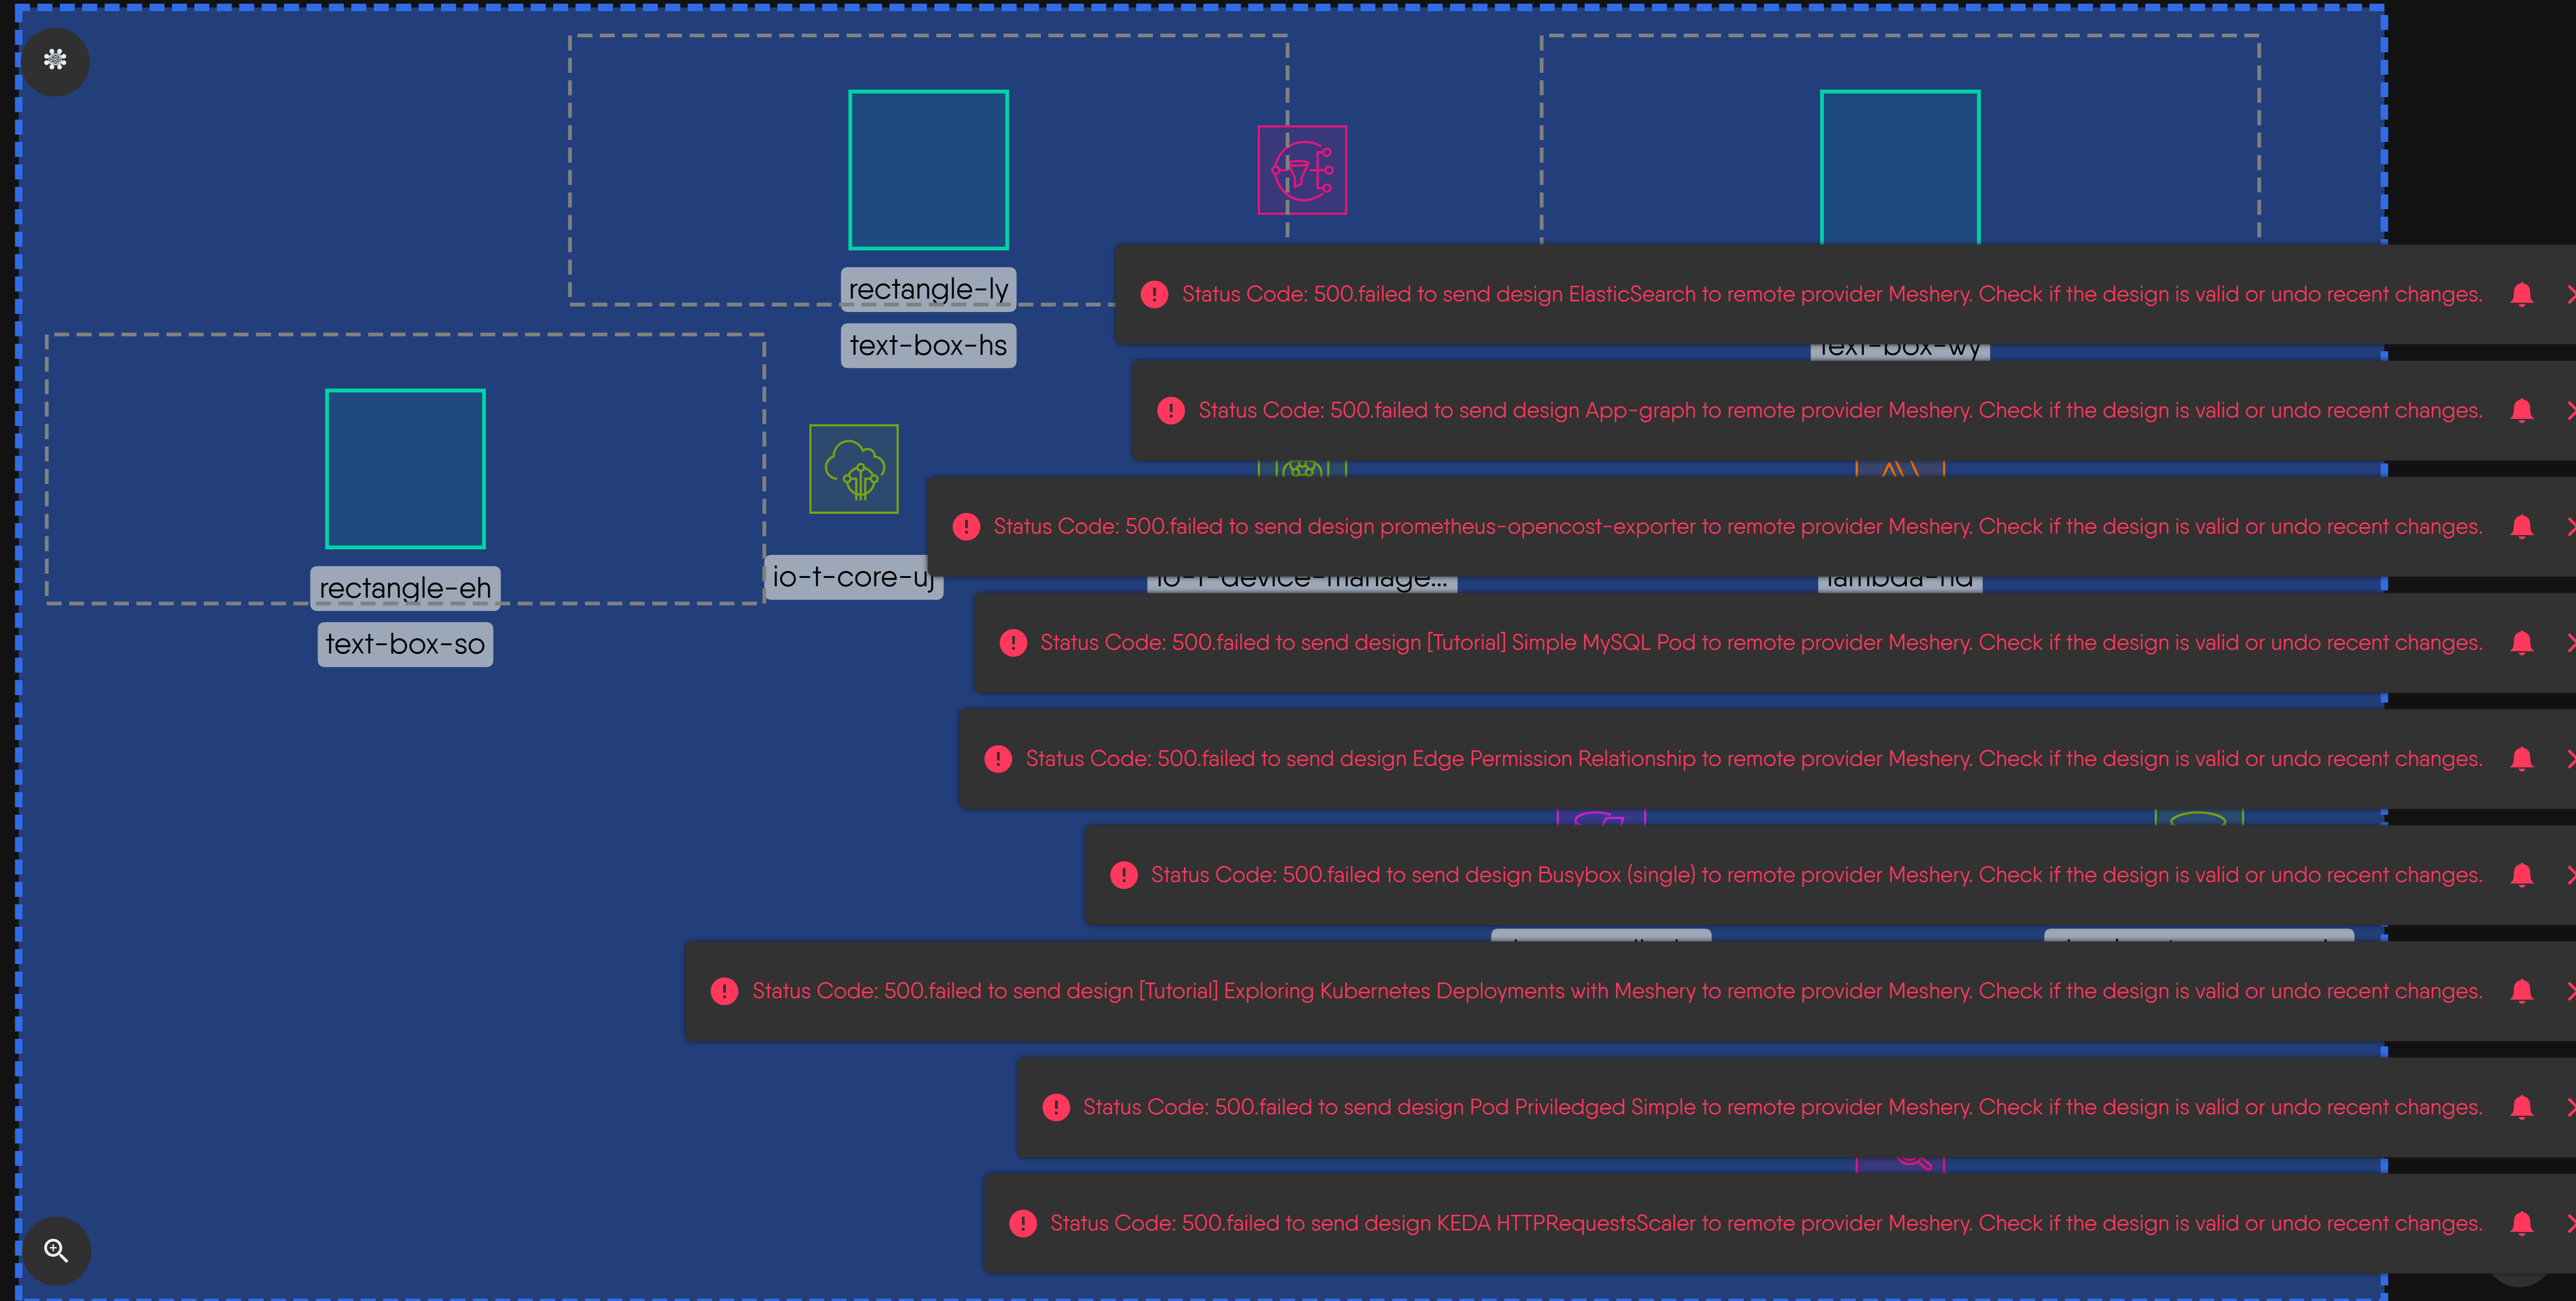 rectangle-ly
Status Code: 500.failed to send design ElasticSearch to remote provider Meshery. Check if the design is valid or undo recent changes.
text-box-hs
text-box-wy
Status Code: 500.failed to send design App-graph to remote provider Meshery. Check if the design is valid or undo recent changes.
Status Code: 500.failed to send design prometheus-opencost-exporter to remote provider Meshery. Check if the design is valid or undo recent changes.
rectangle-eh
io-t-core-uj
io-t-device-manage...
text-box-so
Status Code: 500.failed to send design [Tutorial] Simple MySQL Pod to remote provider Meshery. Check if the design is valid or undo recent changes.
Status Code: 500.failed to send design Edge Permission Relationship to remote provider Meshery. Check if the design is valid or undo recent changes.
Status Code: 500.failed to send design Busybox (single) to remote provider Meshery. Check if the design is valid or undo recent changes.
Status Code: 500.failed to send design [Tutorial] Exploring Kubernetes Deployments with Meshery to remote provider Meshery. Check if the design is valid or undo recent changes.
Status Code: 500.failed to send design Pod Priviledged Simple to remote provider Meshery. Check if the design is valid or undo recent changes.
Status Code: 500.failed to send design KEDA HTTPRequestsScaler to remote provider Meshery. Check if the design is valid or undo recent changes.